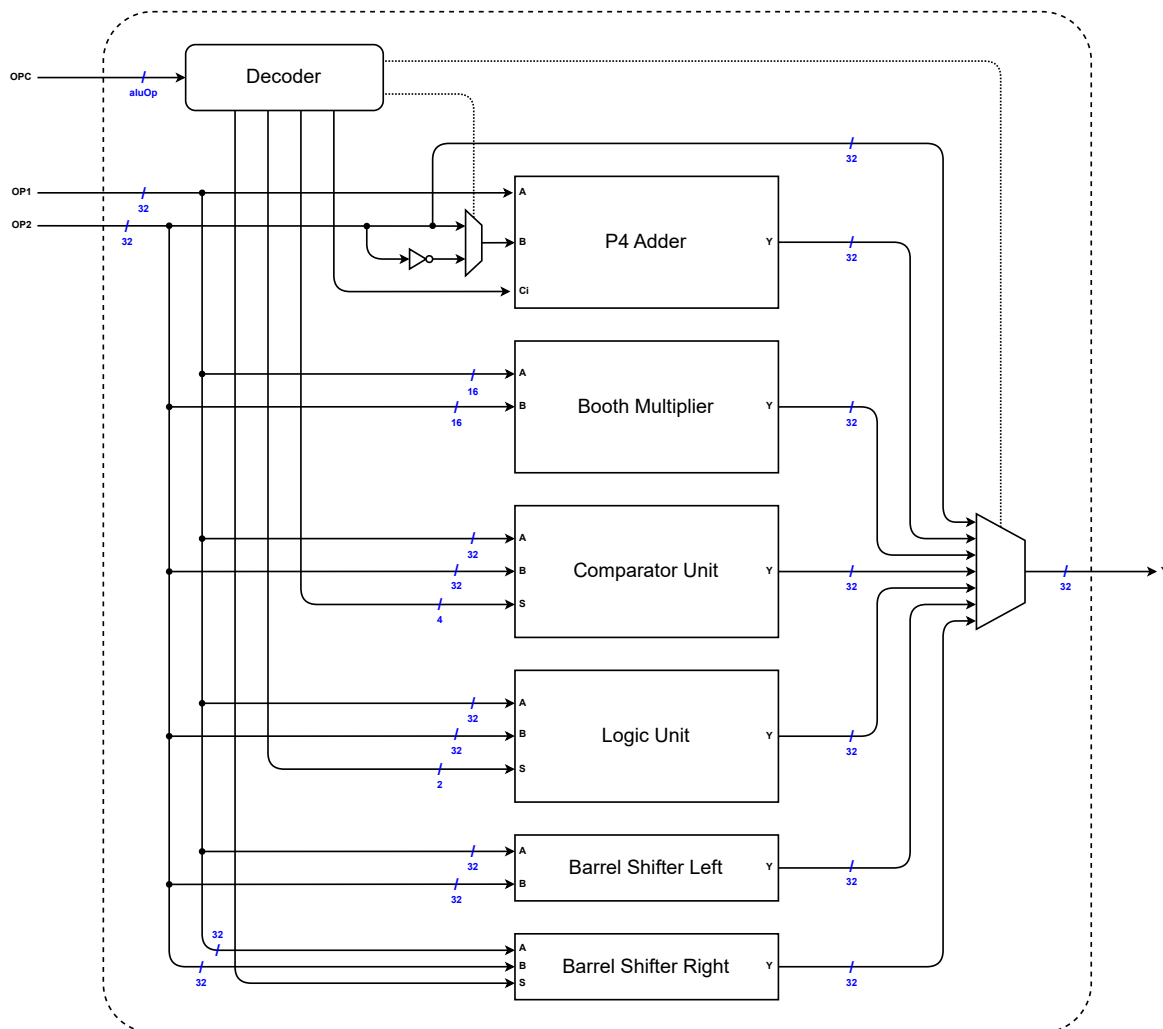 OPC
aluOp
Decoder
32
OP1
32
OP2
32
A
B
Ci
P4 Adder
Y
32
A
16
B
16
Booth Multiplier
Y
32
A
32
B
32
S
4
Comparator Unit
Y
32
32
A
32
B
32
S
2
Logic Unit
Y
32
A
32
B
32
Barrel Shifter Left
Y
32
32
A
B
32
S
Barrel Shifter Right
Y
32